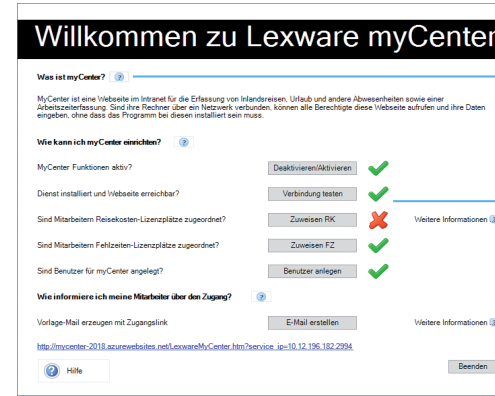 Willkommen zu Lexware myCenter
Was ist myCenter?
MyCenter ist eine Webseite im Intranet für die Erfassung von Inlandsreisen, Urlaub und andere Abwesenheiten sowie einer
Arbeitszeiterfassung. Sind ihre Rechner über ein Netzwerk verbunden, können alle Berechtigte diese Webseite aufrufen und ihre Daten
eingeben, ohne dass das Programm bei diesen installiert sein muss.
Wie kann ich myCenter einrichten?
MyCenter Funktionen aktiv? Deaktivieren/Aktivieren
Dienst installiert und Webseite erreichbar? Verbindung testen
Sind Mitarbeitern Reisekosten-Lizenzplätze zugeordnet? Zuweisen RK Weitere Informationen
Sind Mitarbeitern Fehlzeiten-Lizenzplätze zugeordnet? Zuweisen FZ
Sind Benutzer für myCenter angelegt? Benutzer anlegen
Wie informiere ich meine Mitarbeiter über den Zugang?
Vorlage-Mail erzeugen mit Zugangslink E-Mail erstellen Weitere Informationen
http://mycenter-2018.azurewebsites.net/LexwareMyCenter.htm?service_ip=10.12.196.182:2994
Hilfe Beenden